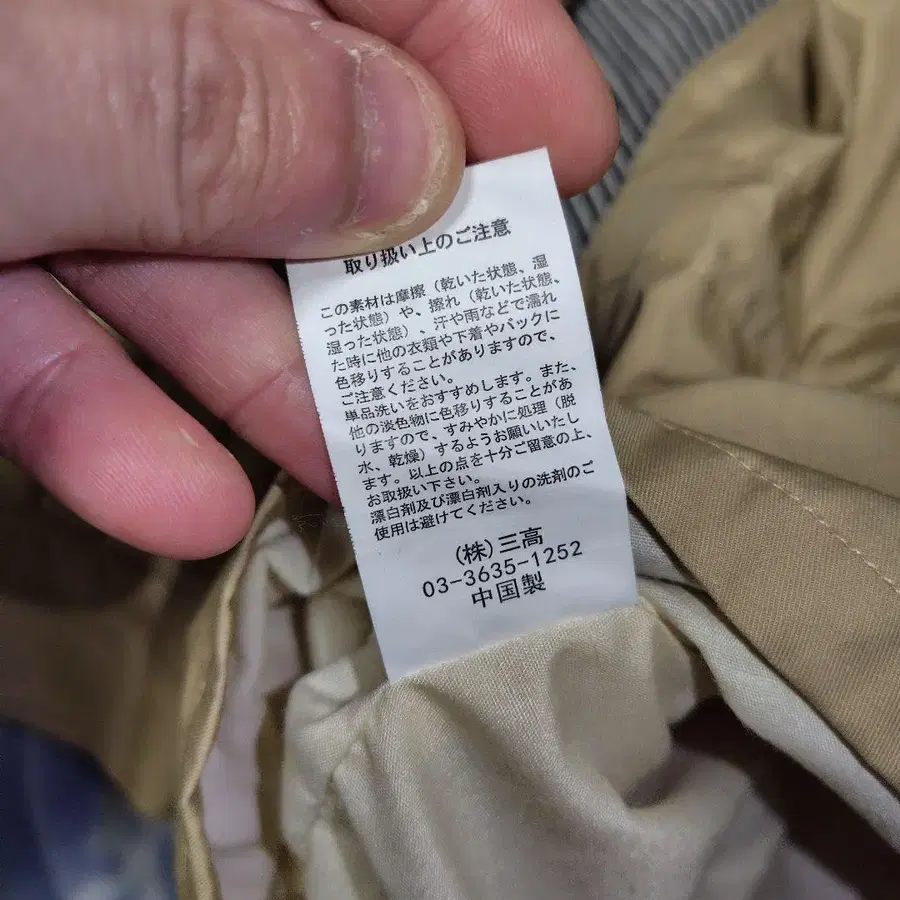 取り扱い上のご注意
この素材は摩擦（乾いた状態、湿
った状態）や、擦れ（乾いた状態、
湿った状態）、汗や雨などで濡れ
た時に他の衣類や下着やバックに
色移りすることがありますので、
ご注意ください。
単品洗いをおすすめします。また、
他の淡色物に色移りすることがあ
りますので、すみやかに処理（脱
水、乾燥）するようお願いいたし
ます。以上の点を十分ご留意の上、
お取扱い下さい。
漂白剤及び漂白剤入りの洗剤のご
使用は避けてください。
（株）三高
03-3635-1252
中国製